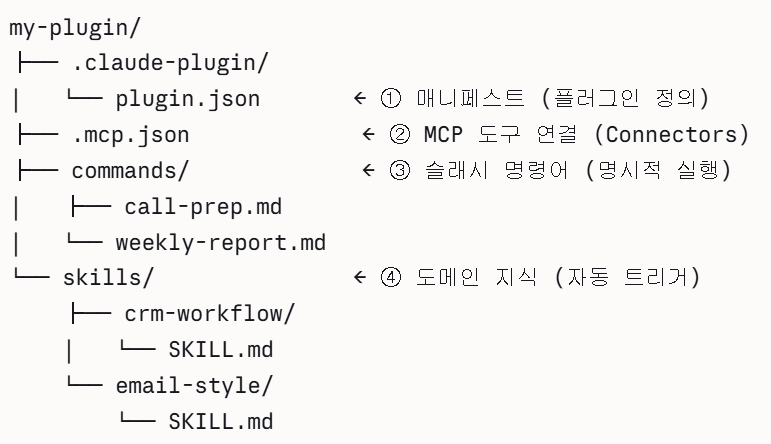 my-plugin/
├── .claude-plugin/
│   └── plugin.json          ← ① 매니페스트 (플러그인 정의)
├── .mcp.json                ← ② MCP 도구 연결 (Connectors)
├── commands/                ← ③ 슬래시 명령어 (명시적 실행)
│   ├── call-prep.md
│   └── weekly-report.md
└── skills/                  ← ④ 도메인 지식 (자동 트리거)
    ├── crm-workflow/
    │   └── SKILL.md
    └── email-style/
        └── SKILL.md